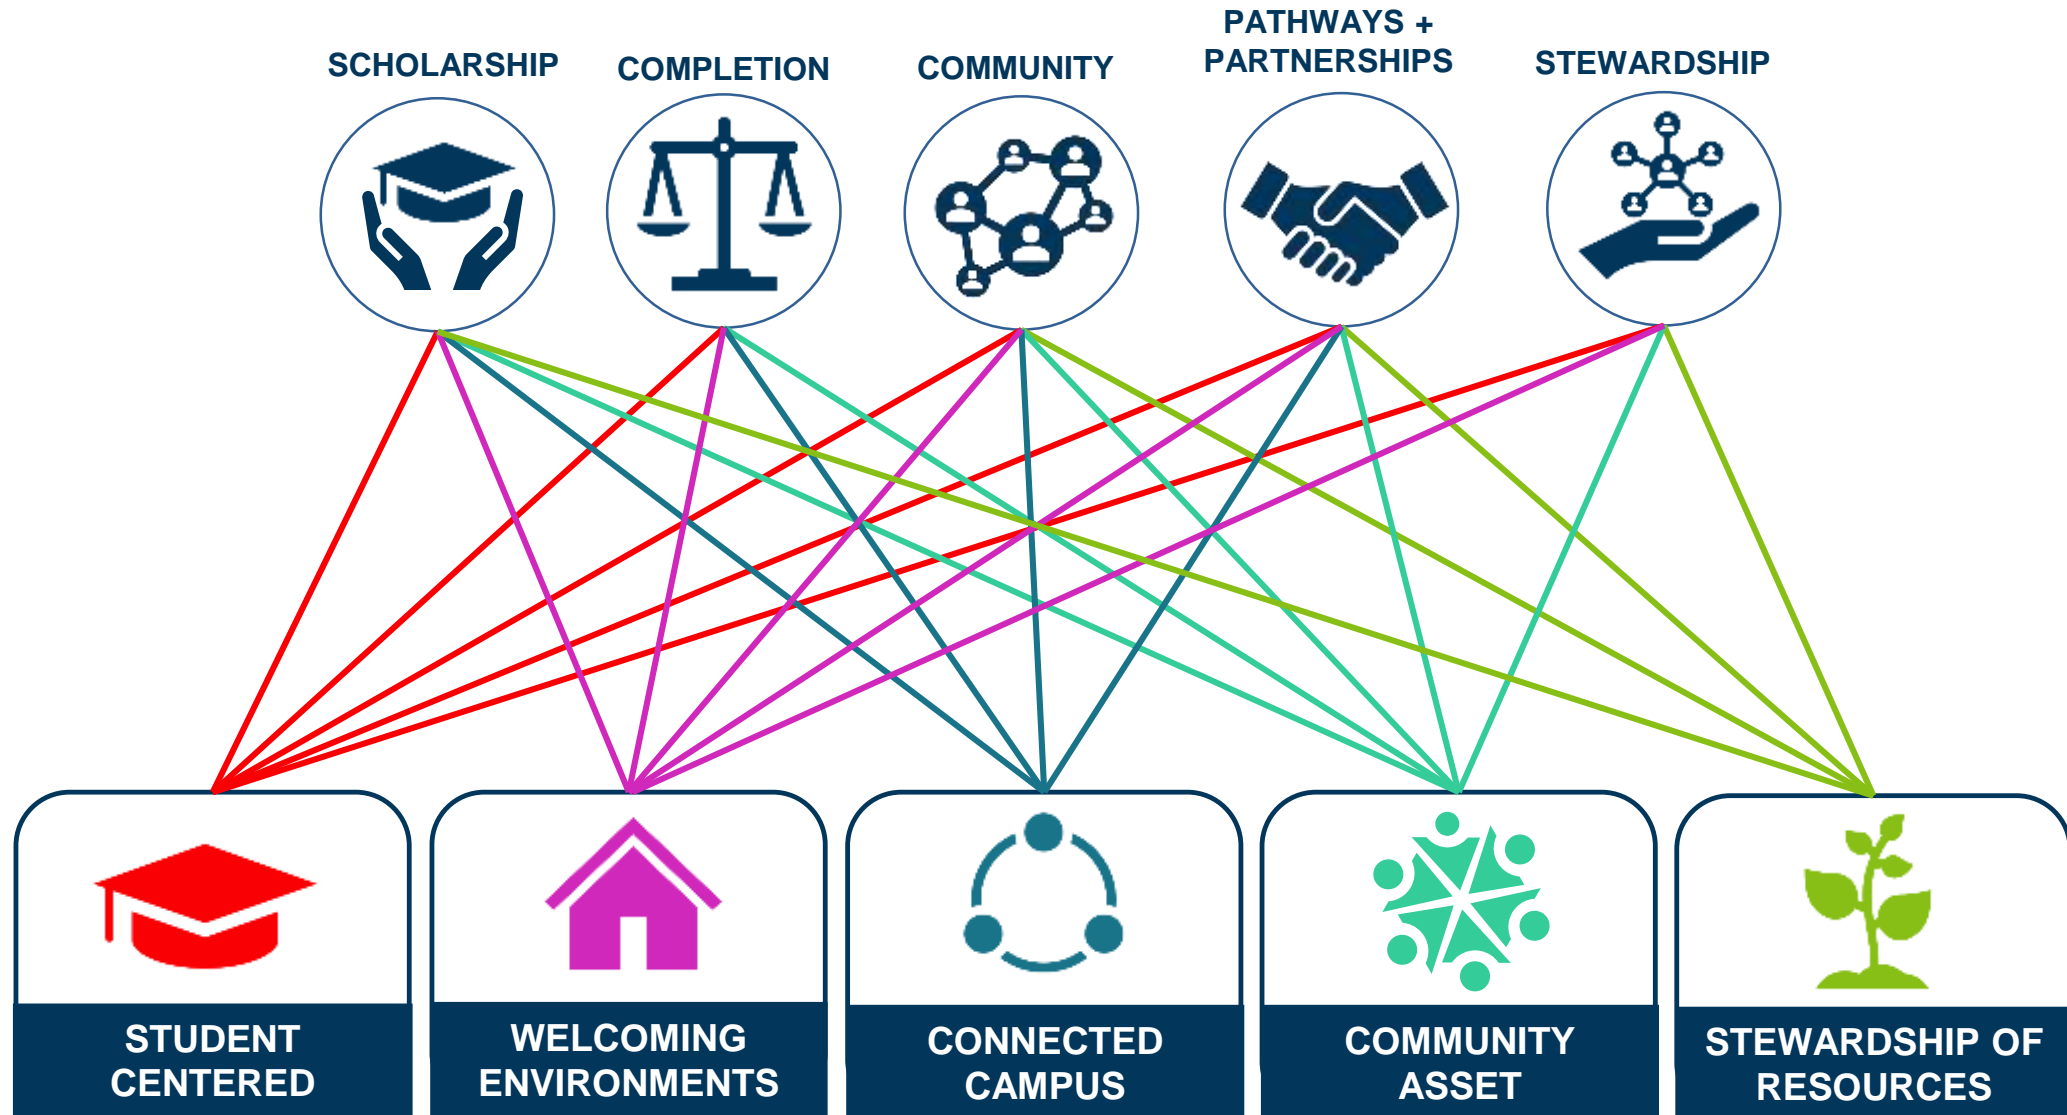 SCHOLARSHIP
COMPLETION
COMMUNITY
PATHWAYS +
PARTNERSHIPS
STEWARDSHIP
STUDENT
CENTERED
WELCOMING
ENVIRONMENTS
CONNECTED
CAMPUS
COMMUNITY
ASSET
STEWARDSHIP OF
RESOURCES